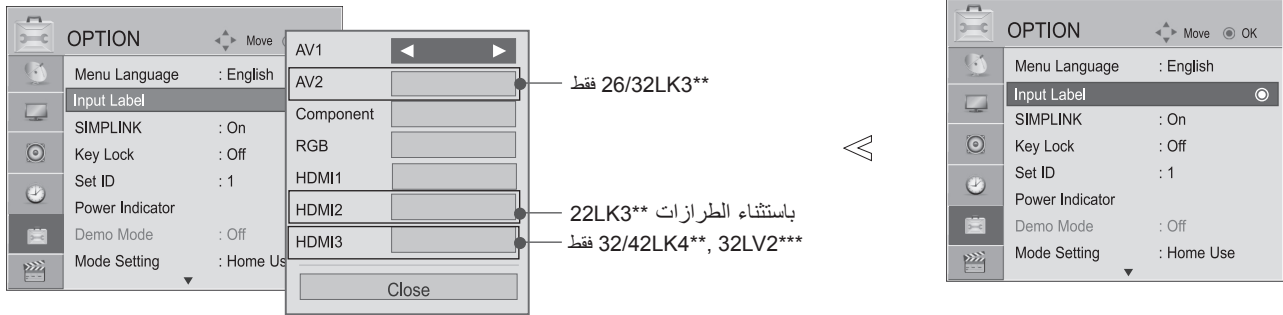 OPTION
Move OK
Menu Language : English
Input Label
SIMPLINK : On
Key Lock : Off
Set ID : 1
Power Indicator
Demo Mode : Off
Mode Setting : Home Use
OPTION
Move
Menu Language : English
Input Label
SIMPLINK : On
Key Lock : Off
Set ID : 1
Power Indicator
Demo Mode : Off
Mode Setting : Home Us
AV1
AV2
Component
RGB
HDMI1
HDMI2
HDMI3
Close
26/32LK3** فقط
باستثناء الطرازات 22LK3**
32/42LK4**, 32LV2*** فقط